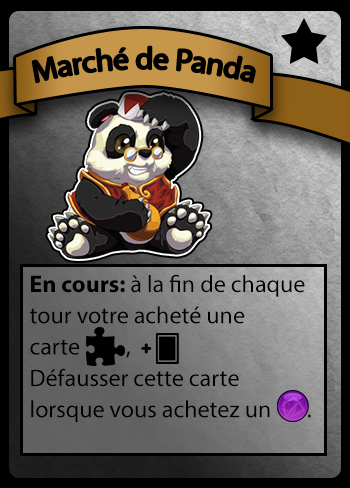 Marché de Panda
En cours: à la fin de chaque
tour votre acheté une
carte , +
Défausser cette carte
lorsque vous achetez un .